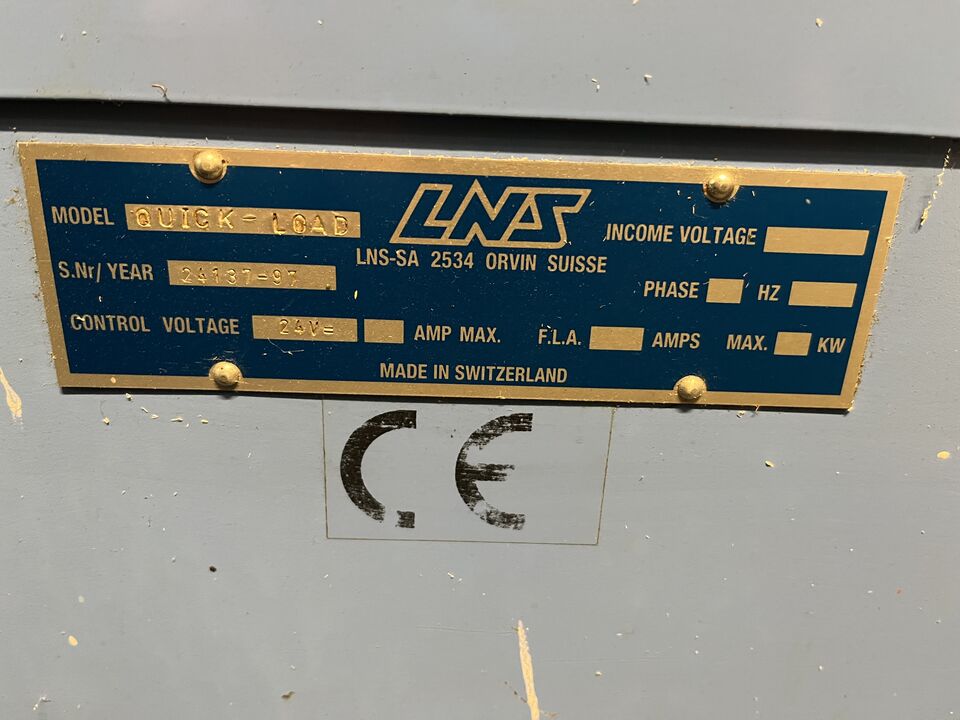 MODEL QUICK-LOAD
LNS
INCOME VOLTAGE
LNS-SA 2534 ORVIN SUISSE
S.Nr/ YEAR 24137-97
PHASE HZ
CONTROL VOLTAGE 24V= AMP MAX. F.L.A. AMPS MAX. KW
MADE IN SWITZERLAND
CE